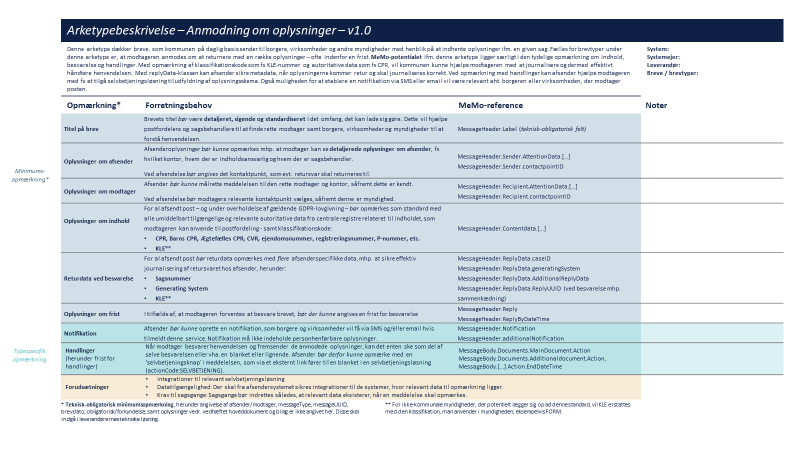 Arketypebeskrivelse – Anmodning om oplysninger – v1.0
Denne arketype dækker breve, som kommunen på daglig basis sender til borgere, virksomheder og andre myndigheder med henblik på at indhente oplysninger ifm. en given sag. Fælles for breve under
denne arketype er, at modtageren anmodes om at returnere med en række oplysninger – ofte inden for en frist. MeMo-potentialet ifm. denne arketype ligger særligt i den tydelige opmærkning om indhold,
besvarelse og handlinger. Med opmærkning af klassifikationskode som fx KLE-nummer og autoritative data som fx CPR, vil kommunen kunne hjælpe modtageren med at journalisere og dermed effektivt
håndtere henvendelsen. Med replyData-klassen kan afsender sikre metadata, når oplysningerne kommer retur og skal journaliseres korrekt. Ved opmærkning med handlinger kan afsender hjælpe modtageren
med fx at tilgå selvbetjeningsløsning til udfyldning af oplysningsskema. Også muligheden for at etablere en notifikation via SMS eller email vil være relevant aht. borgeren eller virksomheder, der modtager
posten.
System:
Systemejer:
Leverandør:
Breve / brevtyper:
Opmærkning* Forretningsbehov MeMo-reference Noter
Minimums-
opmærkning*
Titel på brev
Brevets titel bør være detaljeret, sigende og standardiseret i det omfang, det kan lade sig gøre. Dette vil hjælpe
postfordelere og sagsbehandlere til at finde rette modtager samt borgere, virksomheder og myndigheder til at
forstå henvendelsen.
MessageHeader.Label (teknisk-obligatorisk felt)
Oplysninger om afsender
Afsenderoplysninger bør kunne opmærkes mhp. at modtager kan se detaljerede oplysninger om afsender, fx
hvilket kontor, hvem der er indholdsansvarlig og hvem der er sagsbehandler.
Ved afsendelse bør angives det kontaktpunkt, som evt. retursvar skal returneres til.
MessageHeader.Sender.AttentionData.[…]
MessageHeader.Sender.contactpointID
Oplysninger om modtager
Afsender bør kunne målrette meddelelsen til den rette modtager og kontor, såfremt dette er kendt.
Ved afsendelse bør modtagers relevante kontaktpunkt vælges, såfremt denne er myndighed.
MessageHeader.Recipient.AttentionData.[…]
MessageHeader.Recipient.contactpointID
Oplysninger om indhold
For al afsendt post – og under overholdelse af gældende GDPR-lovgivning – bør opmærkes som standard med
alle umiddelbart tilgængelige og relevante autoritative data fra centrale registre relateret til indholdet, som
modtageren kan anvende til postfordeling - samt klassifikationskode:
• CPR, Barns CPR, Ægtefælles CPR, CVR, ejendomsnummer, registreringsnummer, P-nummer, etc.
• KLE**
MessageHeader.Contentdata.[…]
Returdata ved besvarelse
For al afsendt post bør returdata opmærkes med flere afsenderspecifikke data, mhp. at sikre effektiv
journalisering af retursvaret hos afsender, herunder:
• Sagsnummer
• Generating System
• KLE**
MessageHeader.ReplyData.caseID
MessageHeader.ReplyData.generatingSystem
MessageHeader.ReplyData.AdditionalReplyData
MessageHeader.ReplyData.ReplyUUID (ved besvarelse mhp.
sammenkædning)
Oplysninger om frist
I tilfælde af, at modtageren forventes at besvare brevet, bør der kunne angives en frist for besvarelse
MessageHeader.Reply
MessageHeader.ReplyByDateTime
Typespecifik
opmærkning
Notifikation
Afsender bør kunne oprette en notifikation, som borgere og virksomheder vil få via SMS og/eller email hvis
tilmeldt denne service. Notifikation må ikke indeholde personhenførbare oplysninger.
MessageHeader.Notification
MessageHeader.additionalNotification
Handlinger
(herunder frist for
handlinger)
Når modtager besvarer henvendelsen og fremsender de anmodede oplysninger, kan det enten ske som del af
selve besvarelsen eller vha. en blanket eller lignende. Afsender bør derfor kunne opmærke med en
'selvbetjeningskap' i meddelelsen, som via et eksternt link fører til en blanket i en selvbetjeningsløsning
(actionCode:SELVBETJENING).
MessageBody.Documents.MainDocument.Action
MessageBody.Documents.AdditionalDocument.Action,
MessageBody.[…].Action.EndDateTime
Forudsætninger
• Integrationer til relevant selvbetjeningsløsning
• Datatilgængelighed: Der skal fra afsendersystemet sikres integrationer til de systemer, hvor relevant data til opmærkning ligger.
• Krav til sagsgange: Sagsgange bør indrettes således, at relevant data eksisterer, når en meddelelse skal opmærkes.
* Teknisk-obligatorisk minimumsopmærkning, herunder angivelse af afsender/modtager, messageType, messageUUID,
brevdato, obligatorisk/forkyndelse, samt oplysninger vedr. vedhæftet hoveddokument og bilag er ikke angivet her. Disse skal
indgå i leverandørernes tekniske løsning.
** For ikke-kommunale myndigheder, der potentielt lægger sig op ad denne standard, vil KLE erstattes
med den klassifikation, man anvender i myndigheden, eksempelvis FORM.